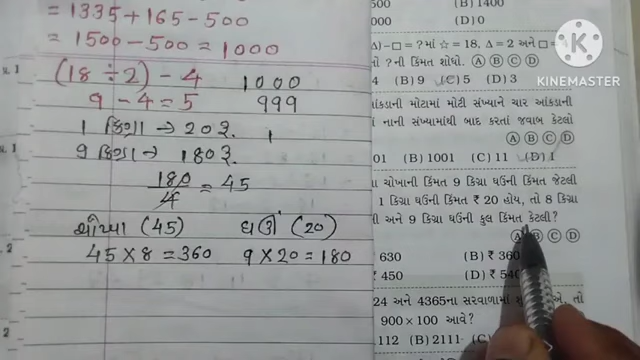 = 1335 + 165 - 500
= 1500 - 500 = 1000
(18 ÷ 2) - 4
1000
9 - 4 = 5
999
1 કિગ્રા → 20 રૂ.
1
9 કિગ્રા → 180 રૂ.
180/4 = 45
ચોખા (45) ઘઉં (20)
45 × 8 = 360 9 × 20 = 180
500 (B) 1400
000 (D) 0
Δ) – □ = ? માં ☆ = 18, Δ = 2 અને □ =
તો ? ની કિંમત શોધો. Ⓐ Ⓑ Ⓒ Ⓓ
4 (B) 9 (C) 5 (D) 3
આંકડાની મોટામાં મોટી સંખ્યાને ચાર આંકડાની
નાની સંખ્યામાંથી બાદ કરતાં જવાબ કેટલો
Ⓐ Ⓑ Ⓒ Ⓓ
01 (B) 1001 (C) 11 (D) 1
ચોખાની કિંમત 9 કિગ્રા ઘઉંની કિંમત જેટલી
1 કિગ્રા ઘઉંની કિંમત ₹ 20 હોય, તો 8 કિગ્રા
ની અને 9 કિગ્રા ઘઉંની કુલ કિંમત કેટલી?
Ⓐ Ⓑ Ⓒ Ⓓ
630 (B) ₹ 360
₹ 450 (D) ₹ 540
24 અને 4365ના સરવાળામાં
900 × 100 આવે?
112 (B) 2111 (C)
KINEMASTER